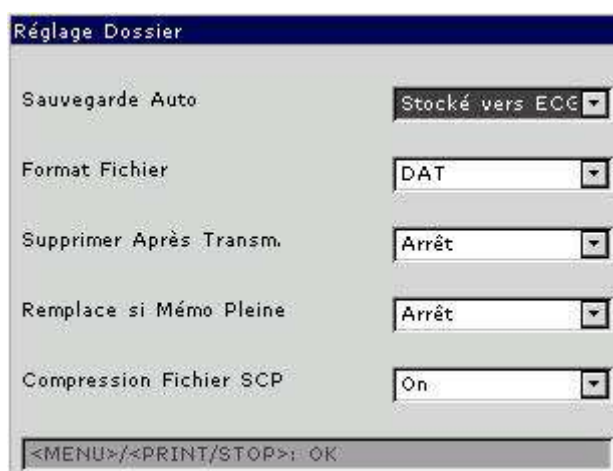 Réglage Dossier
Sauvegarde Auto Stocké vers ECG
Format Fichier DAT
Supprimer Après Transm. Arrêt
Remplace si Mémo Pleine Arrêt
Compression Fichier SCP On
<MENU>/<PRINT/STOP>: OK